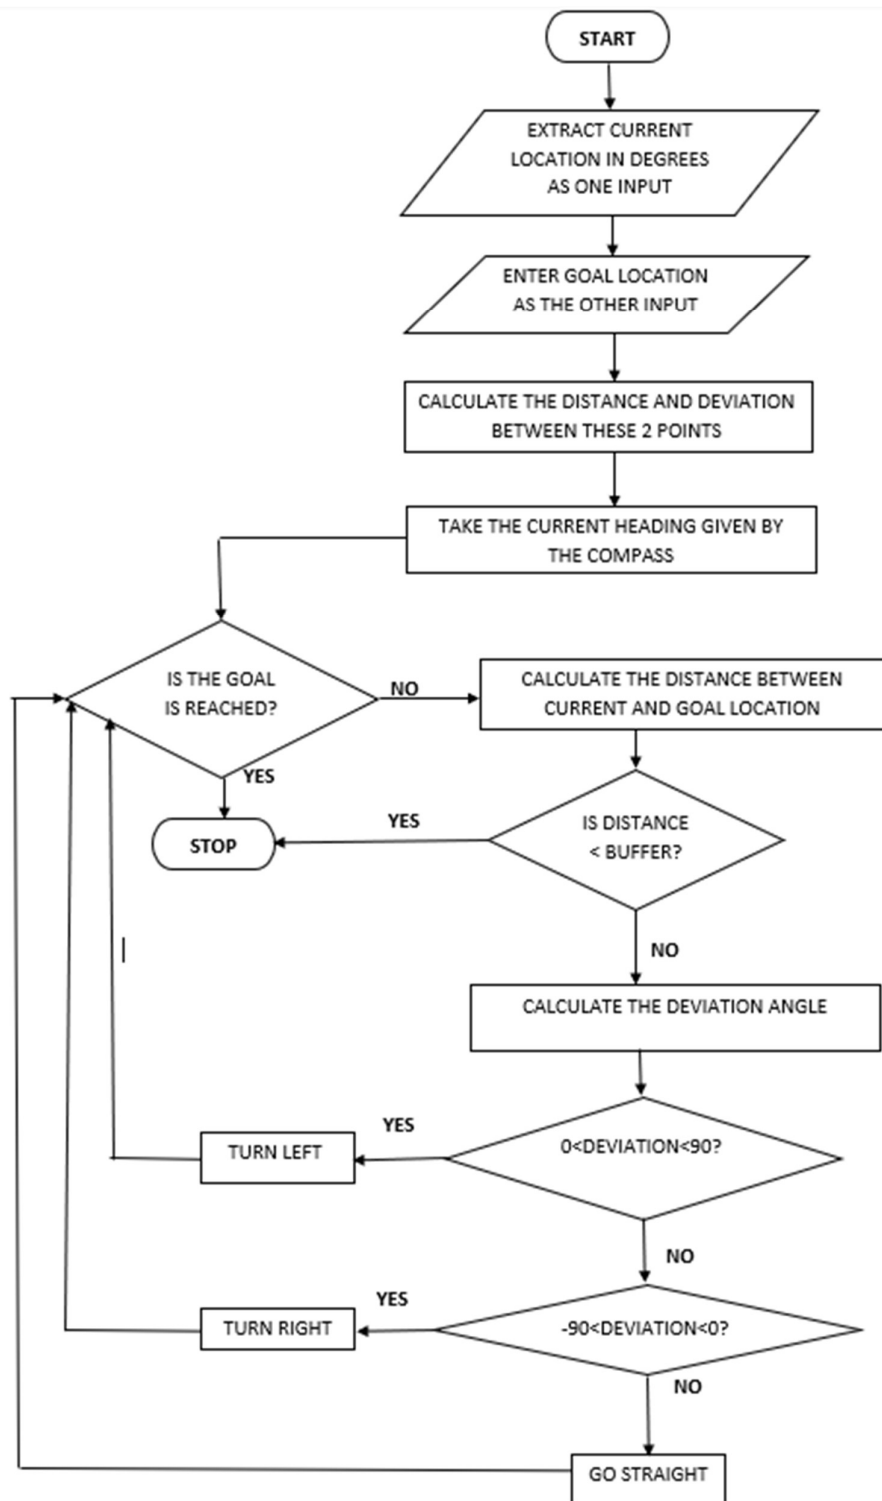 START
EXTRACT CURRENT
LOCATION IN DEGREES
AS ONE INPUT
ENTER GOAL LOCATION
AS THE OTHER INPUT
CALCULATE THE DISTANCE AND DEVIATION
BETWEEN THESE 2 POINTS
TAKE THE CURRENT HEADING GIVEN BY
THE COMPASS
IS THE GOAL
IS REACHED?
NO
CALCULATE THE DISTANCE BETWEEN
CURRENT AND GOAL LOCATION
YES
STOP
YES
IS DISTANCE
< BUFFER?
NO
CALCULATE THE DEVIATION ANGLE
YES
TURN LEFT
0<DEVIATION<90?
NO
YES
TURN RIGHT
-90<DEVIATION<0?
NO
GO STRAIGHT